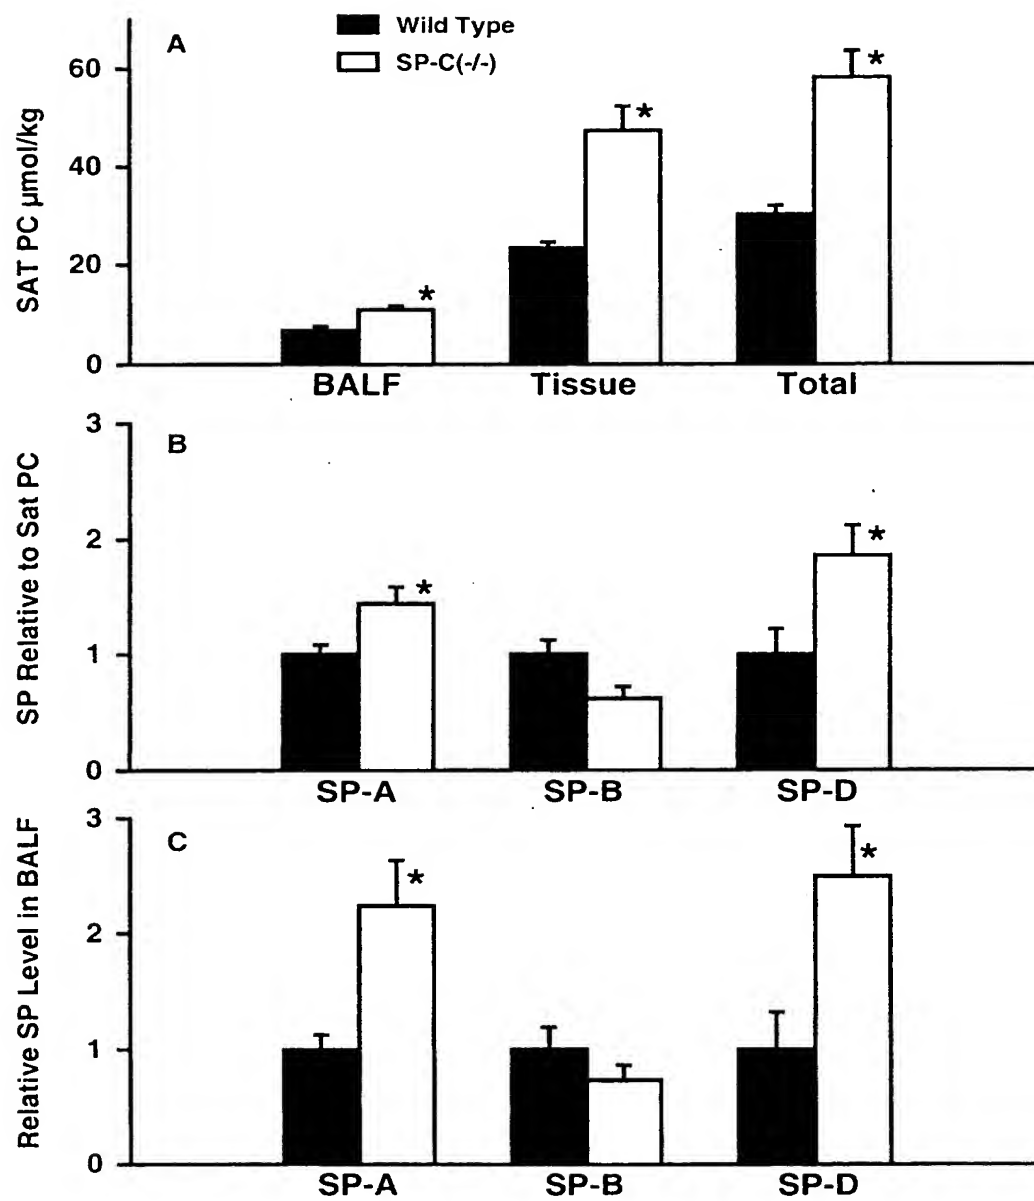 A
Wild Type
SP-C(-/-)
SAT PC µmol/kg
60
40
20
0
*
*
*
BALF Tissue Total
B
SP Relative to Sat PC
3
2
1
0
*
*
SP-A SP-B SP-D
C
Relative SP Level in BALF
3
2
1
0
*
*
SP-A SP-B SP-D